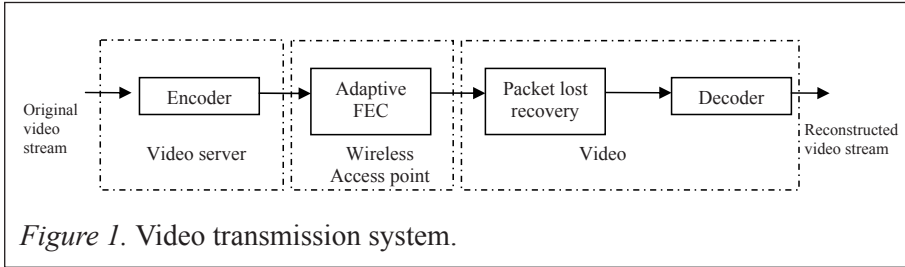 Original
video
stream
Encoder
Video server
Adaptive
FEC
Wireless
Access point
Packet lost
recovery
Decoder
Video
Reconstructed
video stream
Figure 1. Video transmission system.